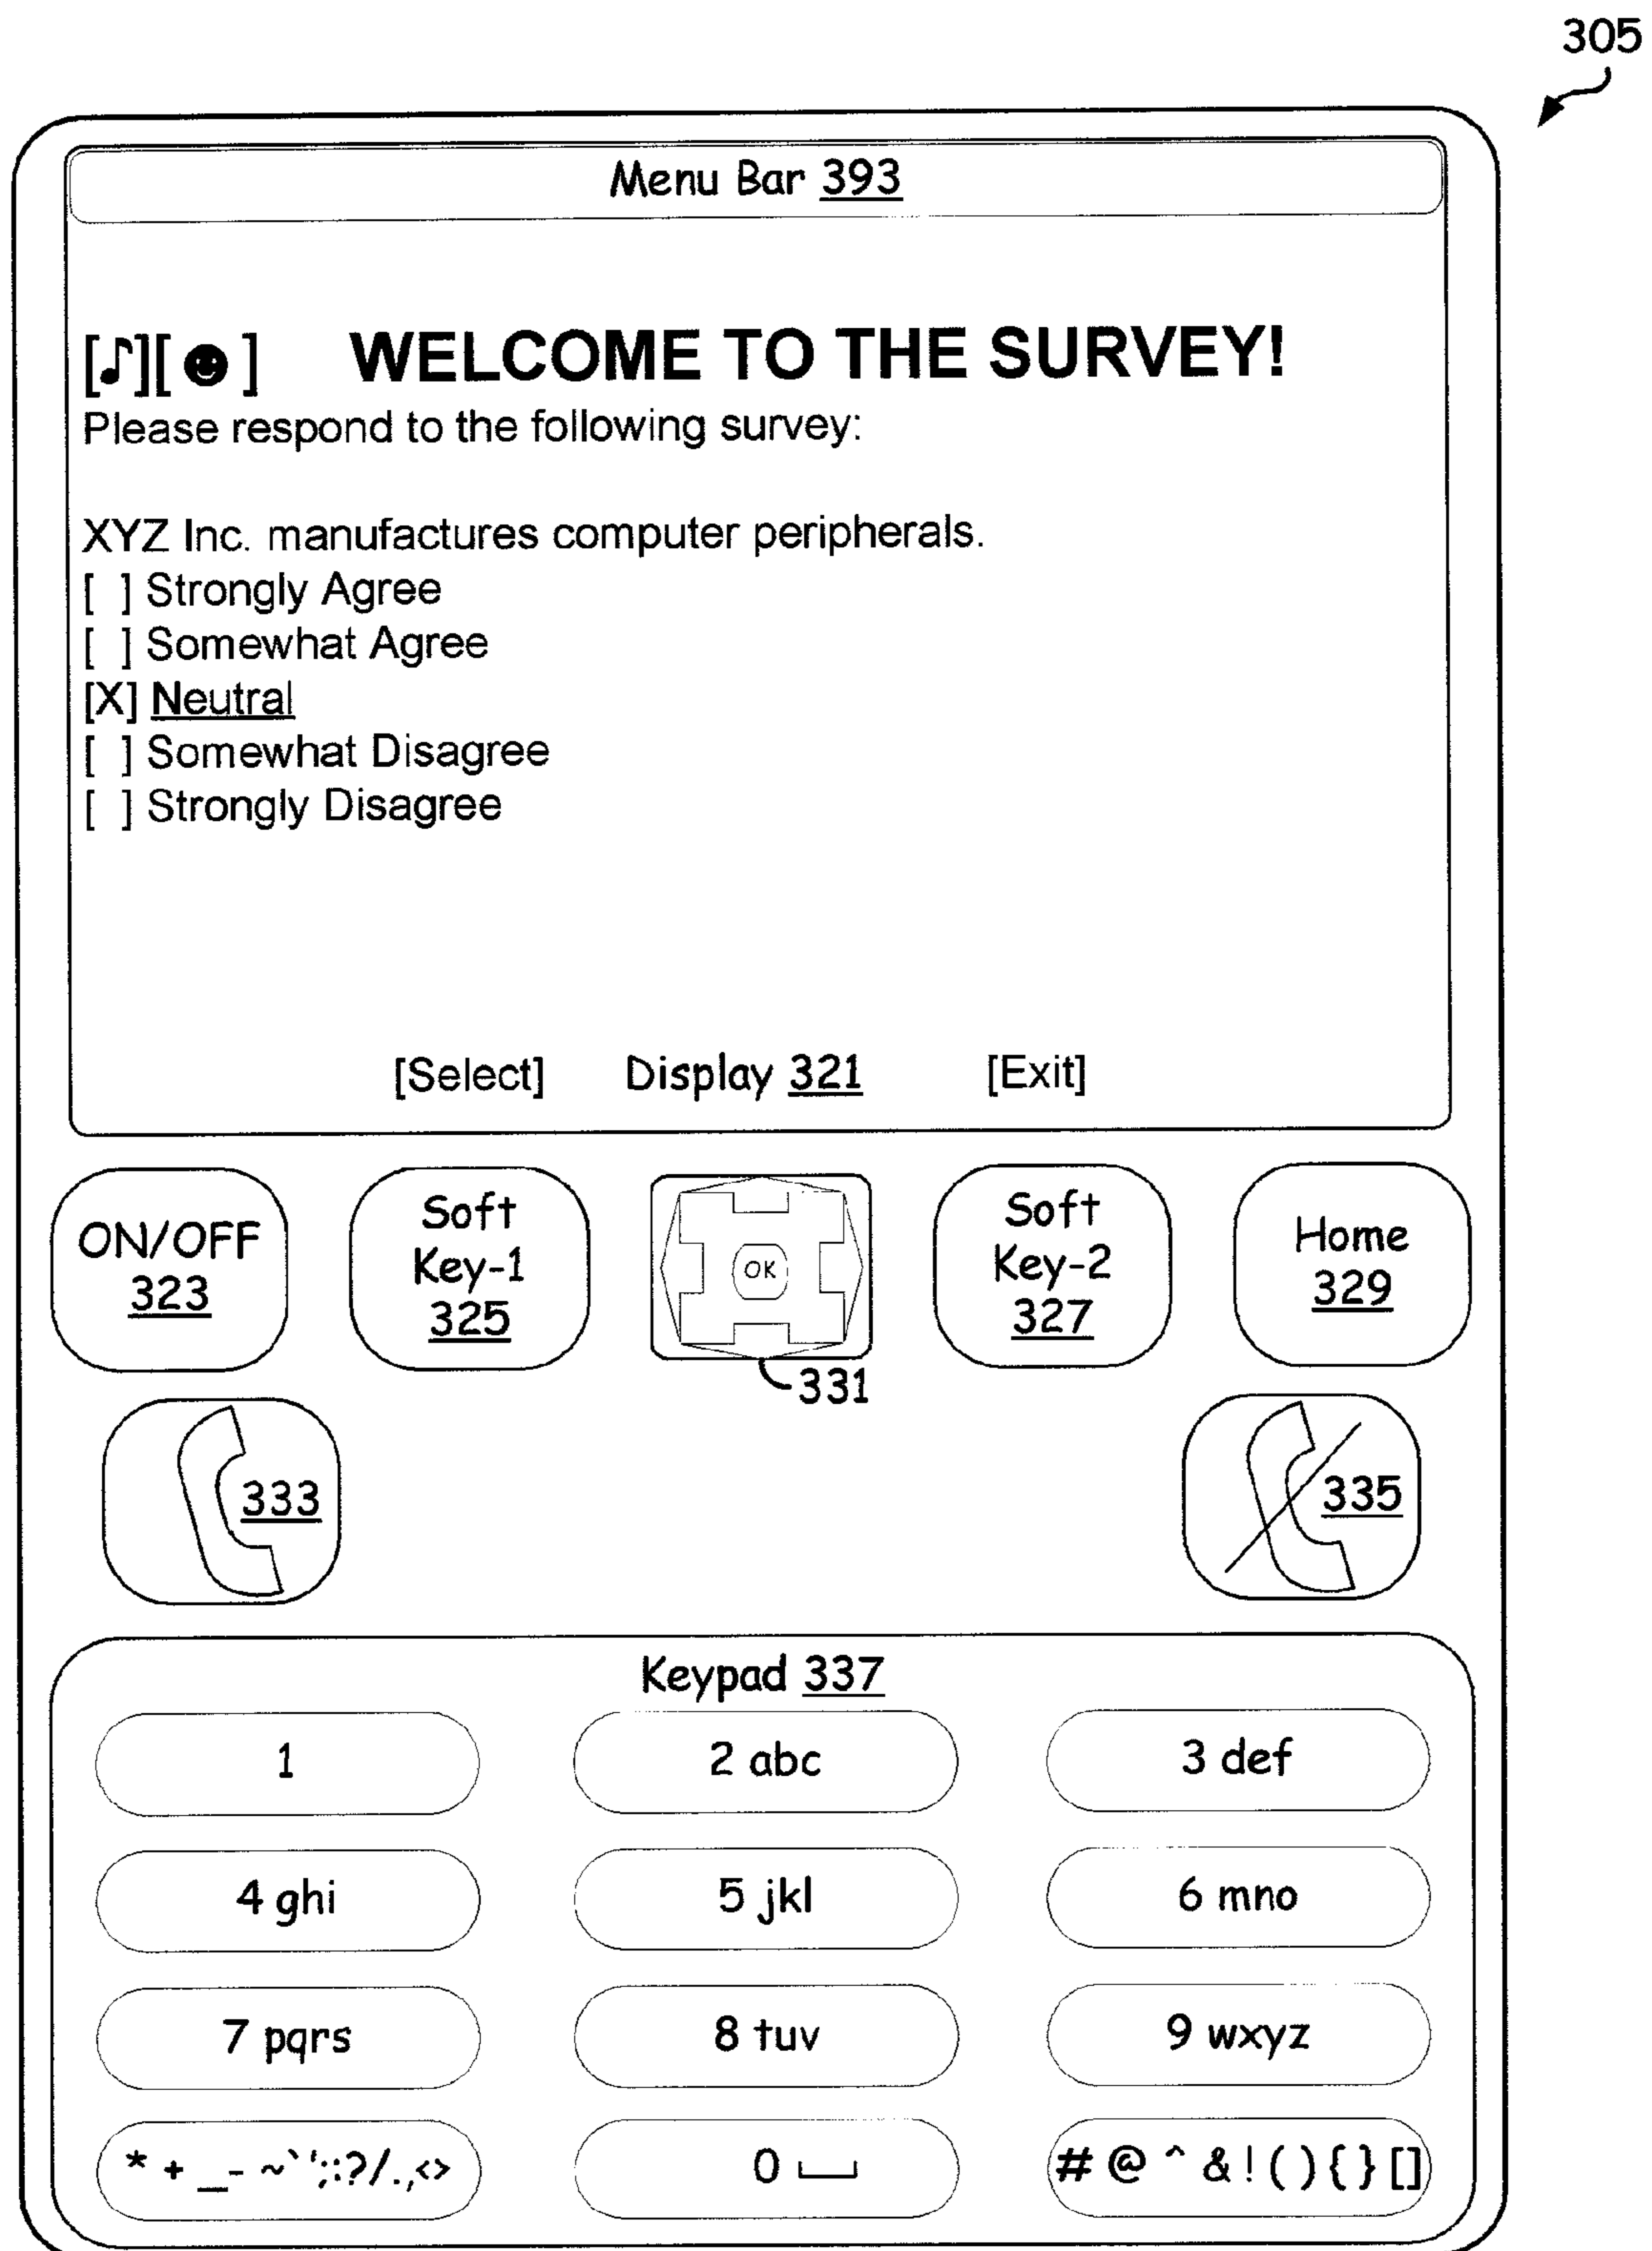 305
Menu Bar 393
[♪][☻] WELCOME TO THE SURVEY!
Please respond to the following survey:
XYZ Inc. manufactures computer peripherals.
[ ] Strongly Agree
[ ] Somewhat Agree
[X] Neutral
[ ] Somewhat Disagree
[ ] Strongly Disagree
[Select] Display 321 [Exit]
ON/OFF
323
Soft
Key-1
325
OK
331
Soft
Key-2
327
Home
329
333
335
Keypad 337
1
2 abc
3 def
4 ghi
5 jkl
6 mno
7 pqrs
8 tuv
9 wxyz
* + _ - ~ ` ' ; : ? / . , < >
0 ⎵
# @ ^ & ! ( ) { } [ ]